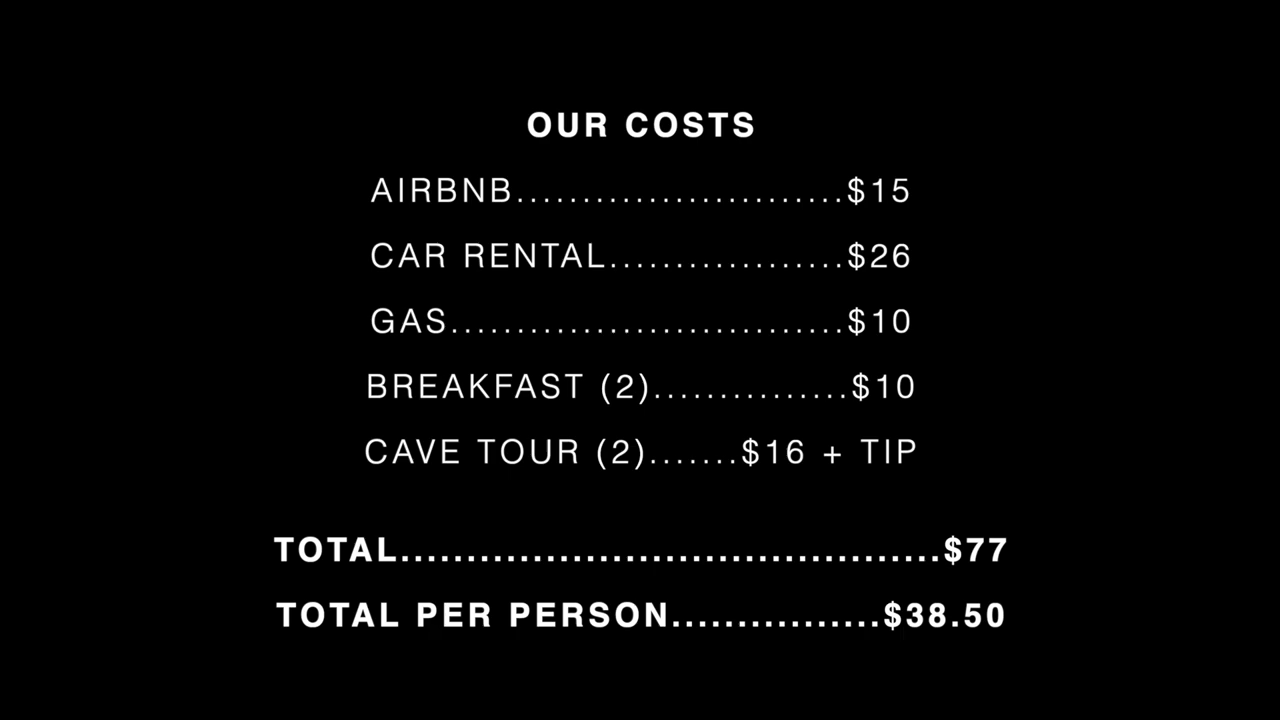 OUR COSTS
AIRBNB.........................$15
CAR RENTAL..................$26
GAS..............................$10
BREAKFAST (2)...............$10
CAVE TOUR (2).......$16 + TIP
TOTAL.........................................$77
TOTAL PER PERSON................$38.50